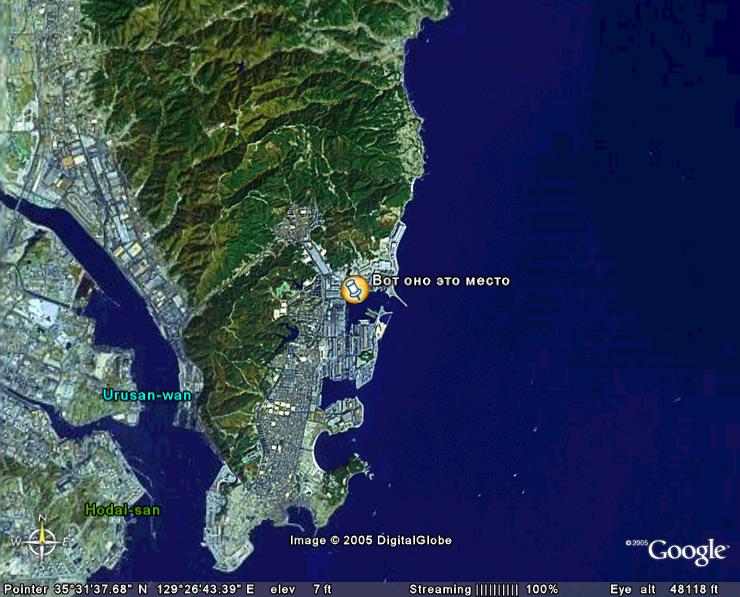 Вот оно это место
Urusan-wan
Hodai-san
N
W E
S
Image © 2005 DigitalGlobe
© 2005 Google
Pointer 35°31'37.68" N 129°26'43.39" E elev 7 ft Streaming |||||||||| 100% Eye alt 48118 ft